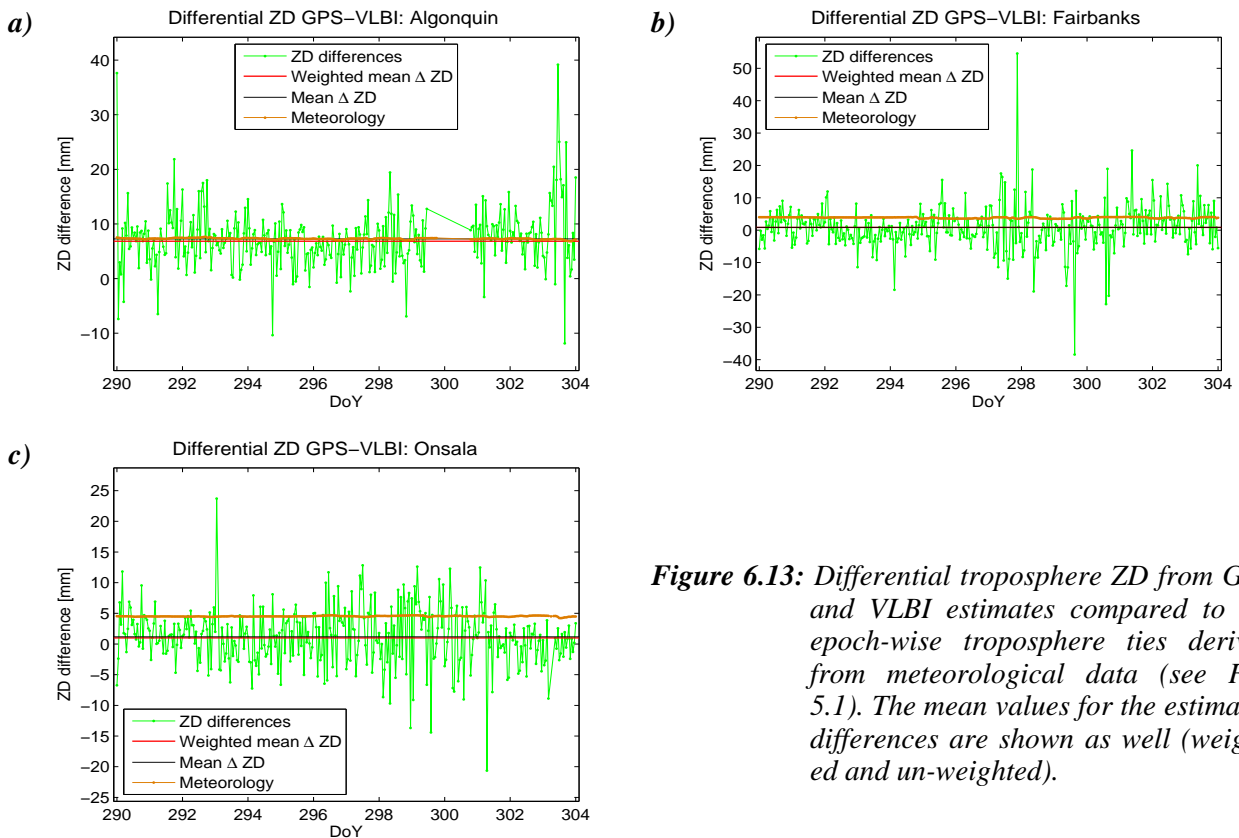 a)
Differential ZD GPS−VLBI: Algonquin
ZD differences
Weighted mean Δ ZD
Mean Δ ZD
Meteorology
40
30
20
10
0
−10
ZD difference [mm]
290 292 294 296 298 300 302 304
DoY
b)
Differential ZD GPS−VLBI: Fairbanks
ZD differences
Weighted mean Δ ZD
Mean Δ ZD
Meteorology
50
40
30
20
10
0
−10
−20
−30
−40
ZD difference [mm]
290 292 294 296 298 300 302 304
DoY
c)
Differential ZD GPS−VLBI: Onsala
25
20
15
10
5
0
−5
−10
−15
−20
−25
ZD difference [mm]
ZD differences
Weighted mean Δ ZD
Mean Δ ZD
Meteorology
290 292 294 296 298 300 302 304
DoY
Figure 6.13: Differential troposphere ZD from G
and VLBI estimates compared to
epoch-wise troposphere ties deriv
from meteorological data (see F
5.1). The mean values for the estima
differences are shown as well (weig
ed and un-weighted).